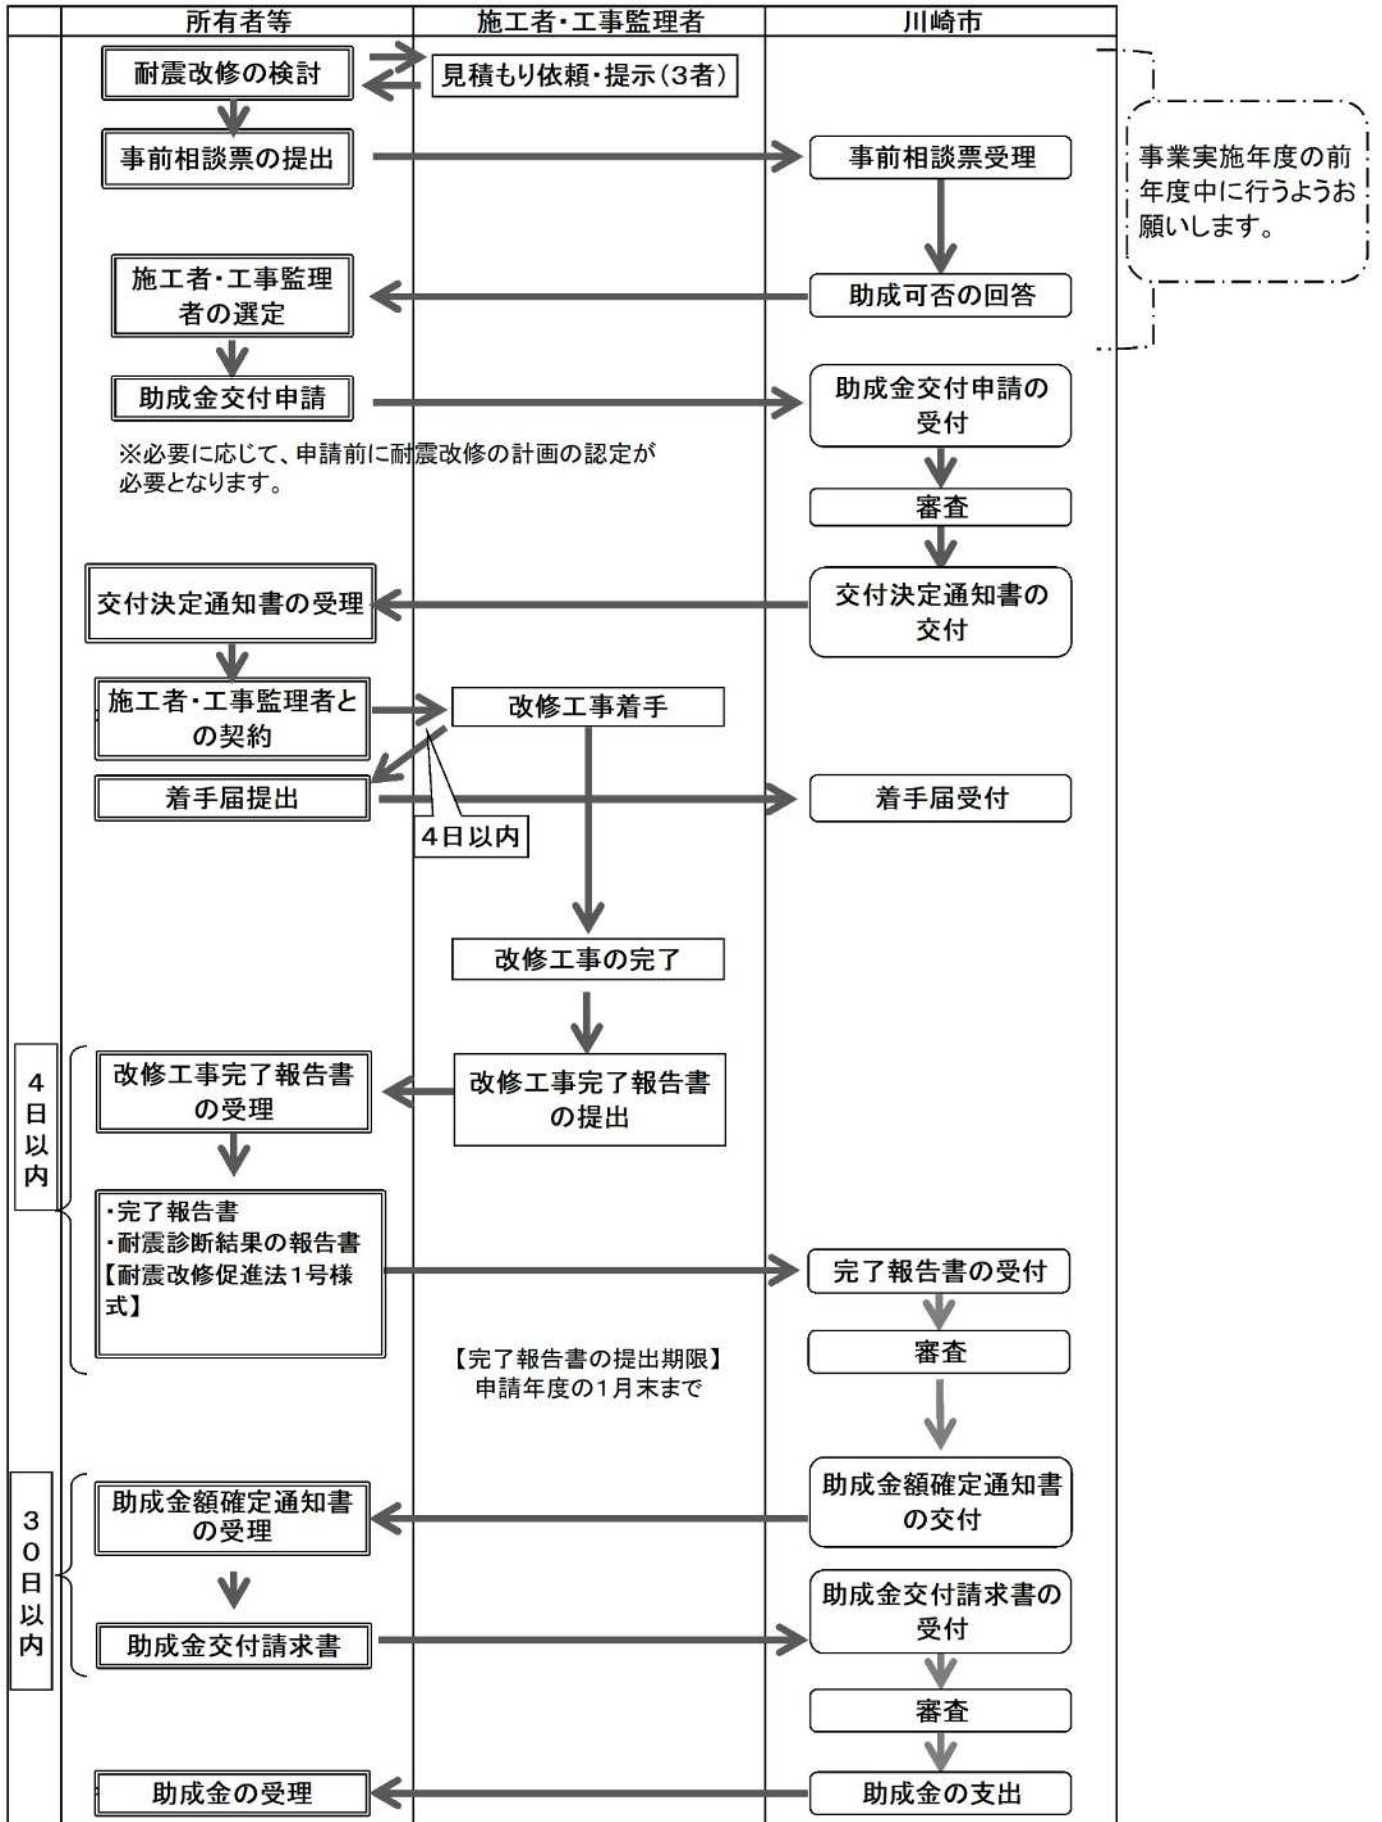 所有者等
施工者・工事監理者
川崎市
耐震改修の検討
見積もり依頼・提示（３者）
事前相談票の提出
事前相談票受理
事業実施年度の前
年度中に行うようお
願いします。
施工者・工事監理
者の選定
助成可否の回答
助成金交付申請
助成金交付申請の
受付
※必要に応じて、申請前に耐震改修の計画の認定が
必要となります。
審査
交付決定通知書の受理
交付決定通知書の
交付
施工者・工事監理者と
の契約
改修工事着手
着手届提出
着手届受付
４日以内
改修工事の完了
４
日
以
内
改修工事完了報告書
の受理
改修工事完了報告書
の提出
・完了報告書
・耐震診断結果の報告書
【耐震改修促進法１号様
式】
完了報告書の受付
審査
【完了報告書の提出期限】
申請年度の１月末まで
３
０
日
以
内
助成金額確定通知書
の受理
助成金額確定通知書
の交付
助成金交付請求書
助成金交付請求書の
受付
審査
助成金の受理
助成金の支出